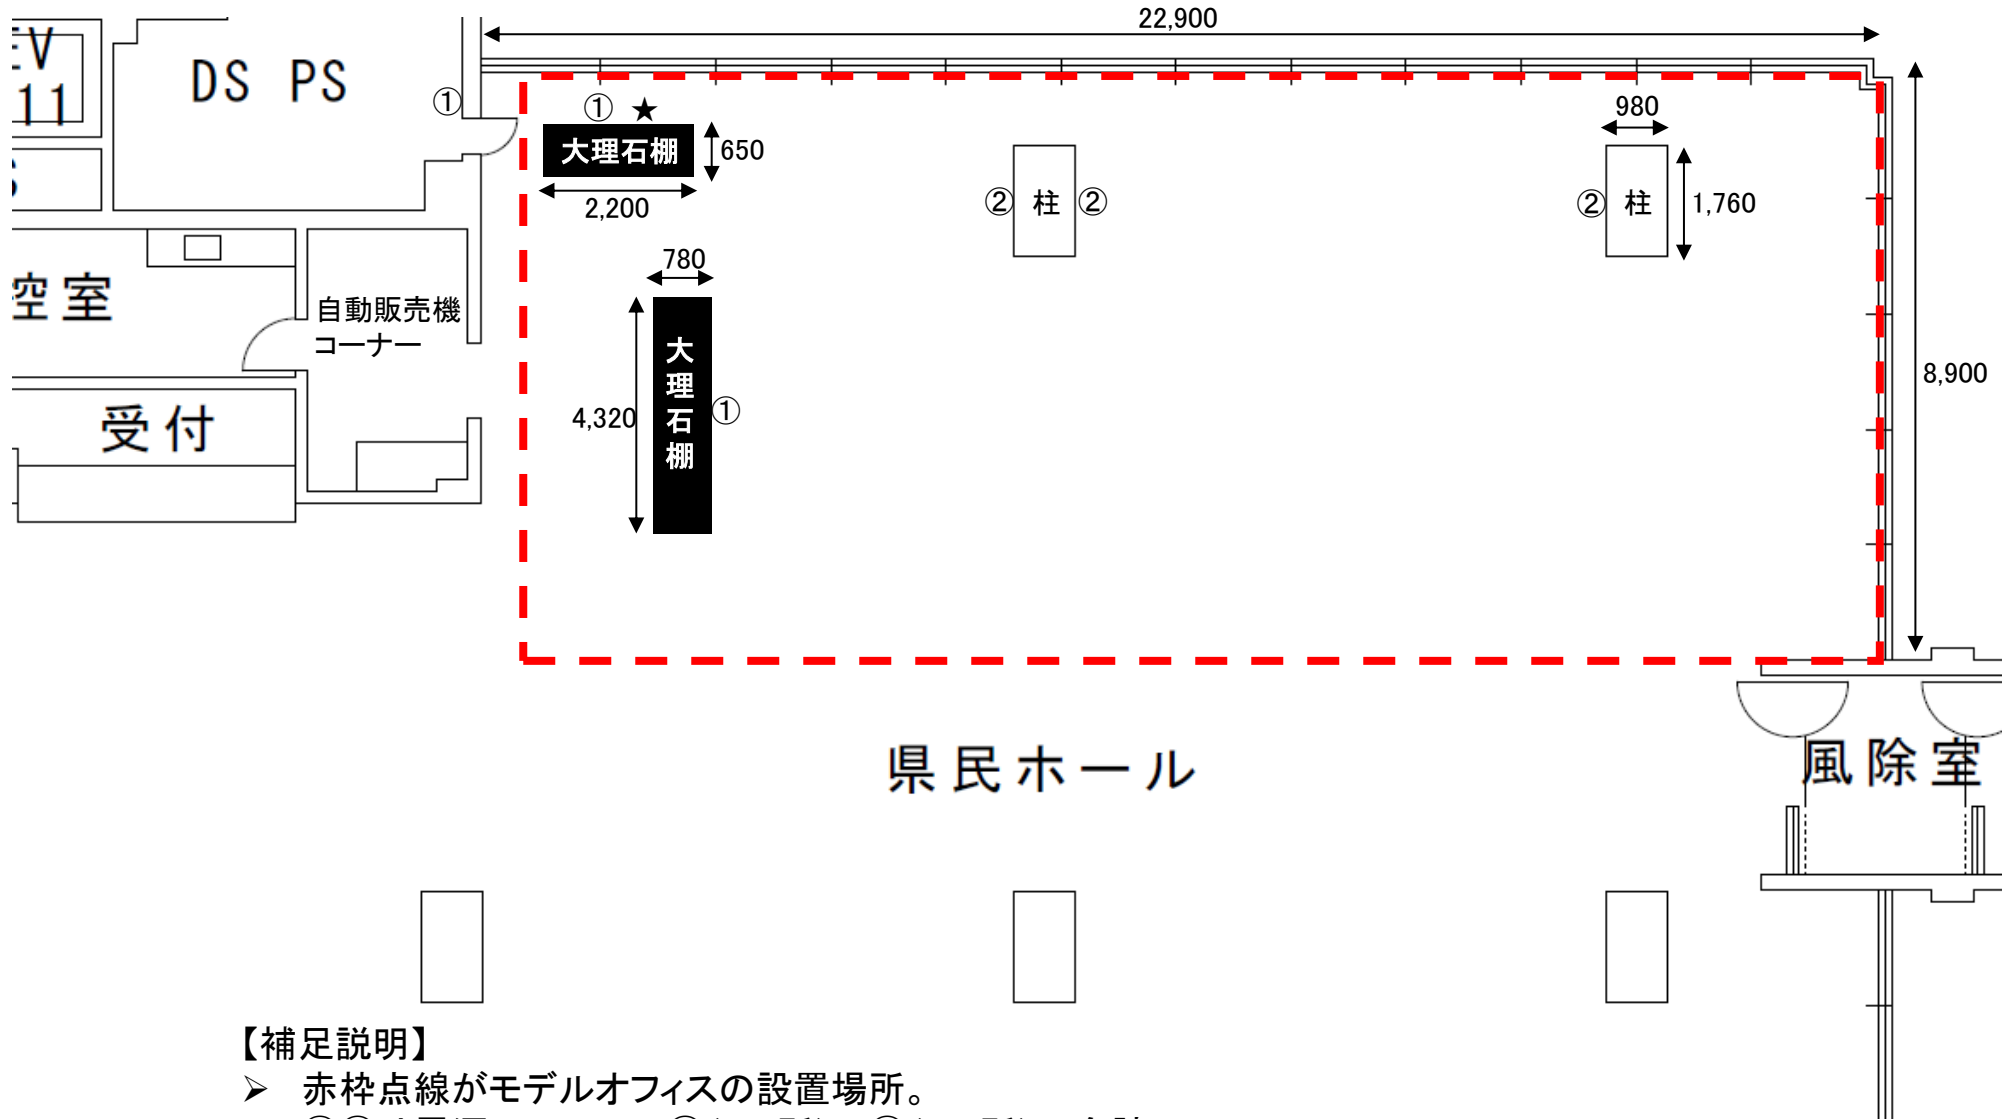 22,900
EV
11
DS PS
①
① ★
大理石棚
650
2,200
980
② 柱 ②
② 柱
1,760
780
控室
自動販売機
コーナー
大理石棚
4,320
①
8,900
受付
県民ホール
風除室
【補足説明】
➢ 赤枠点線がモデルオフィスの設置場所。